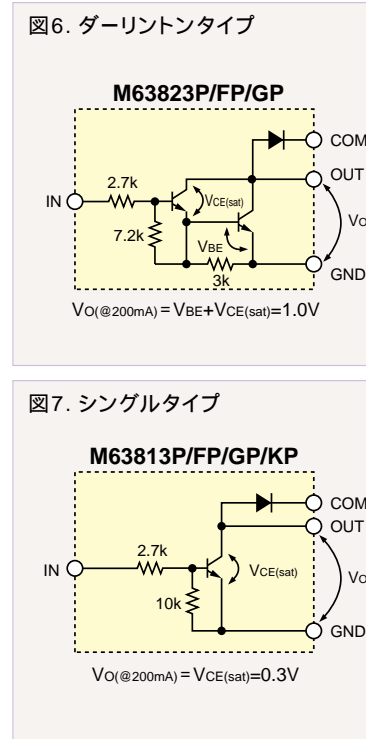 図6. ダーリントンタイプ
M63823P/FP/GP
COM
OUT
2.7k
IN
VCE(sat)
VO
7.2k
VBE
3k
GND
VO(@200mA) = VBE+VCE(sat)=1.0V
図7. シングルタイプ
M63813P/FP/GP/KP
COM
OUT
2.7k
IN
VCE(sat)
VO
10k
GND
VO(@200mA) = VCE(sat)=0.3V